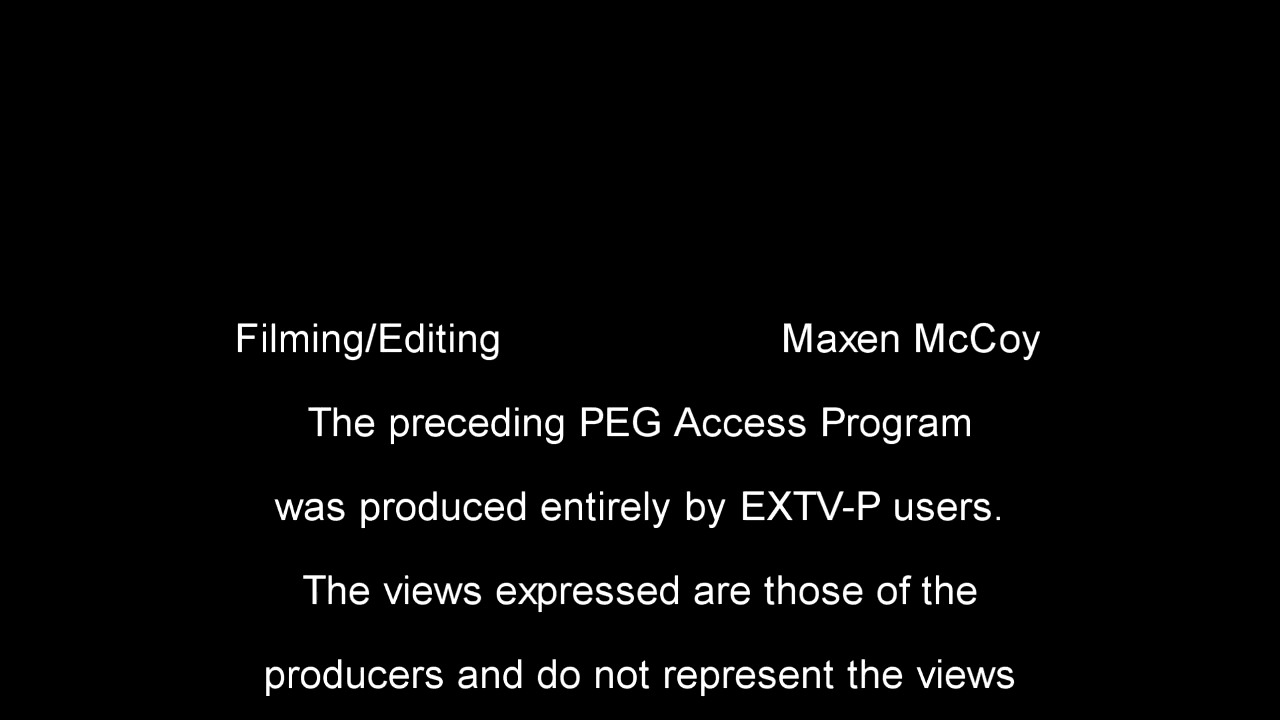 Filming/Editing Maxen McCoy
The preceding PEG Access Program
was produced entirely by EXTV-P users.
The views expressed are those of the
producers and do not represent the views